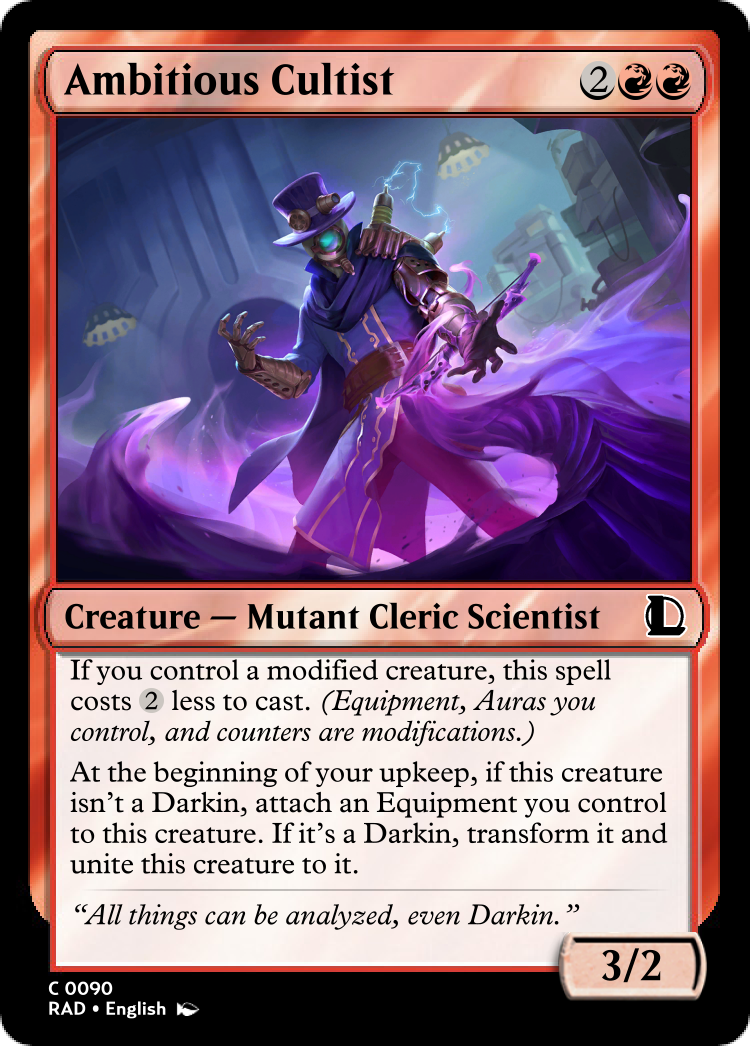 Ambitious Cultist 2
Creature — Mutant Cleric Scientist
If you control a modified creature, this spell
costs 2 less to cast. (Equipment, Auras you
control, and counters are modifications.)
At the beginning of your upkeep, if this creature
isn't a Darkin, attach an Equipment you control
to this creature. If it's a Darkin, transform it and
unite this creature to it.
“All things can be analyzed, even Darkin.”
3/2
C 0090
RAD • English